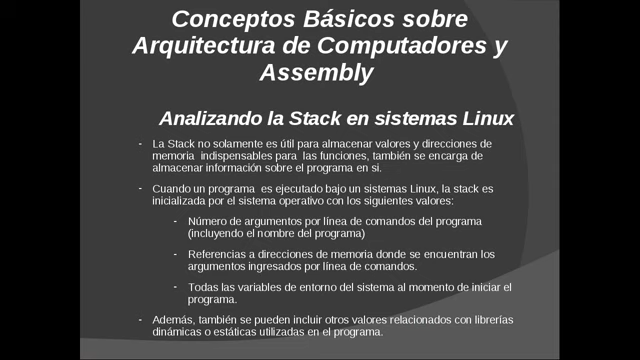 Conceptos Básicos sobre
Arquitectura de Computadores y
Assembly
Analizando la Stack en sistemas Linux
- La Stack no solamente es útil para almacenar valores y direcciones de
memoria indispensables para las funciones, también se encarga de
almacenar información sobre el programa en si.
- Cuando un programa es ejecutado bajo un sistemas Linux, la stack es
inicializada por el sistema operativo con los siguientes valores:
- Número de argumentos por línea de comandos del programa
(incluyendo el nombre del programa)
- Referencias a direcciones de memoria donde se encuentran los
argumentos ingresados por línea de comandos.
- Todas las variables de entorno del sistema al momento de iniciar el
programa.
- Además, también se pueden incluir otros valores relacionados con librerías
dinámicas o estáticas utilizadas en el programa.